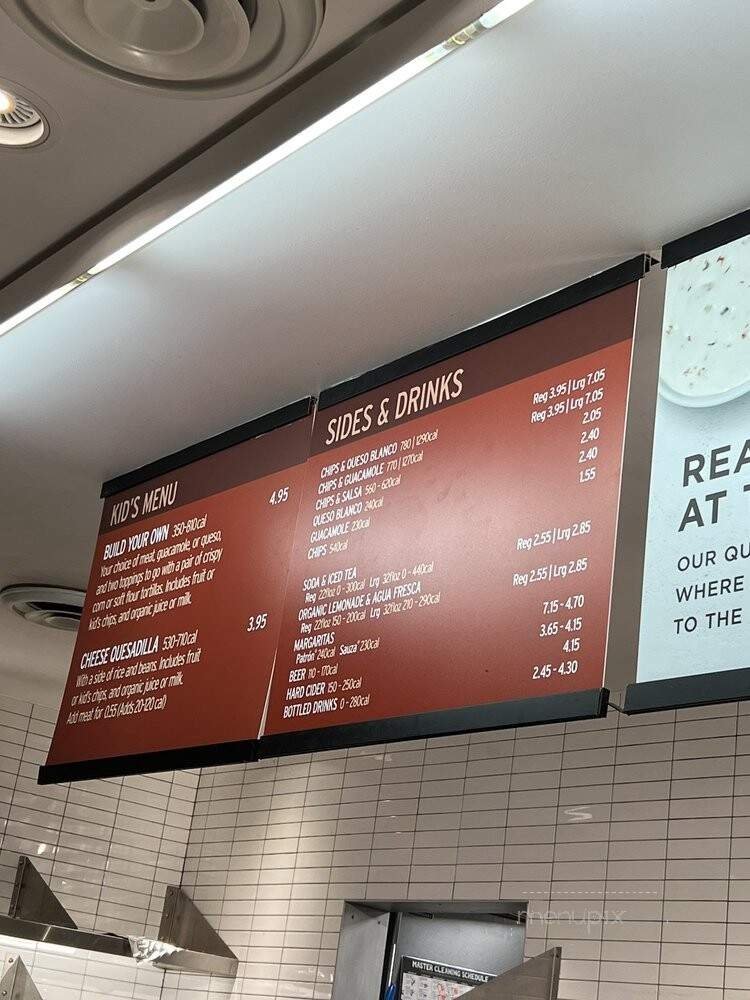 KID'S MENU
BUILD YOUR OWN 350-810cal 4.95
Your choice of meat, guacamole, or queso,
and two toppings to go with a pair of crispy
corn or soft flour tortillas. Includes fruit or
kid's chips, and organic juice or milk.
CHEESE QUESADILLA 530-710cal 3.95
With a side of rice and beans. Includes fruit
or kid's chips, and organic juice or milk.
Add meat for 0.55 (Adds 20-120 cal)
SIDES & DRINKS
CHIPS & QUESO BLANCO 780 | 1290cal Reg 3.95 | Lrg 7.05
CHIPS & GUACAMOLE 770 | 1270cal Reg 3.95 | Lrg 7.05
CHIPS & SALSA 560 - 620cal 2.05
QUESO BLANCO 240cal 2.40
GUACAMOLE 230cal 2.40
CHIPS 540cal 1.55
SODA & ICED TEA Reg 2.55 | Lrg 2.85
Reg 22floz 0 - 300cal Lrg 32floz 0 - 440cal
ORGANIC LEMONADE & AGUA FRESCA Reg 2.55 | Lrg 2.85
Reg 22floz 150 - 200cal Lrg 32floz 210 - 290cal
MARGARITAS 7.15 - 4.70
Patrón® 240cal Sauza® 230cal
BEER 110 - 170cal 3.65 - 4.15
HARD CIDER 150 - 250cal 4.15
BOTTLED DRINKS 0 - 280cal 2.45 - 4.30
REA
AT
OUR QU
WHERE
TO THE
menupix
MASTER CLEANING SCHEDULE